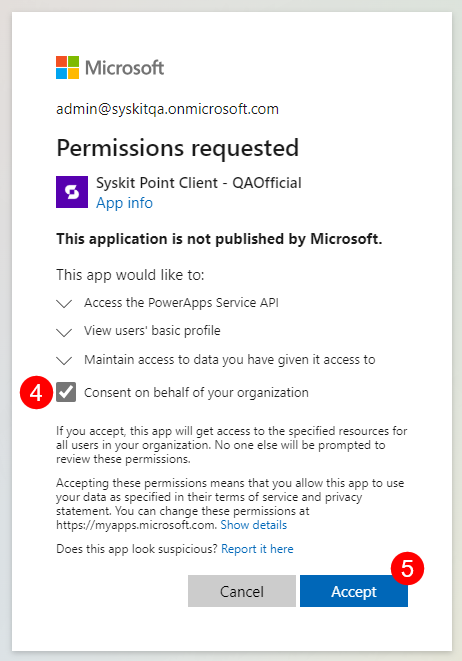 Microsoft
admin@syskitqa.onmicrosoft.com
Permissions requested
Syskit Point Client - QAOfficial
App info
This application is not published by Microsoft.
This app would like to:
Access the PowerApps Service API
View users' basic profile
Maintain access to data you have given it access to
4 Consent on behalf of your organization
If you accept, this app will get access to the specified resources for
all users in your organization. No one else will be prompted to
review these permissions.
Accepting these permissions means that you allow this app to use
your data as specified in their terms of service and privacy
statement. You can change these permissions at
https://myapps.microsoft.com. Show details
Does this app look suspicious? Report it here
5
Cancel Accept